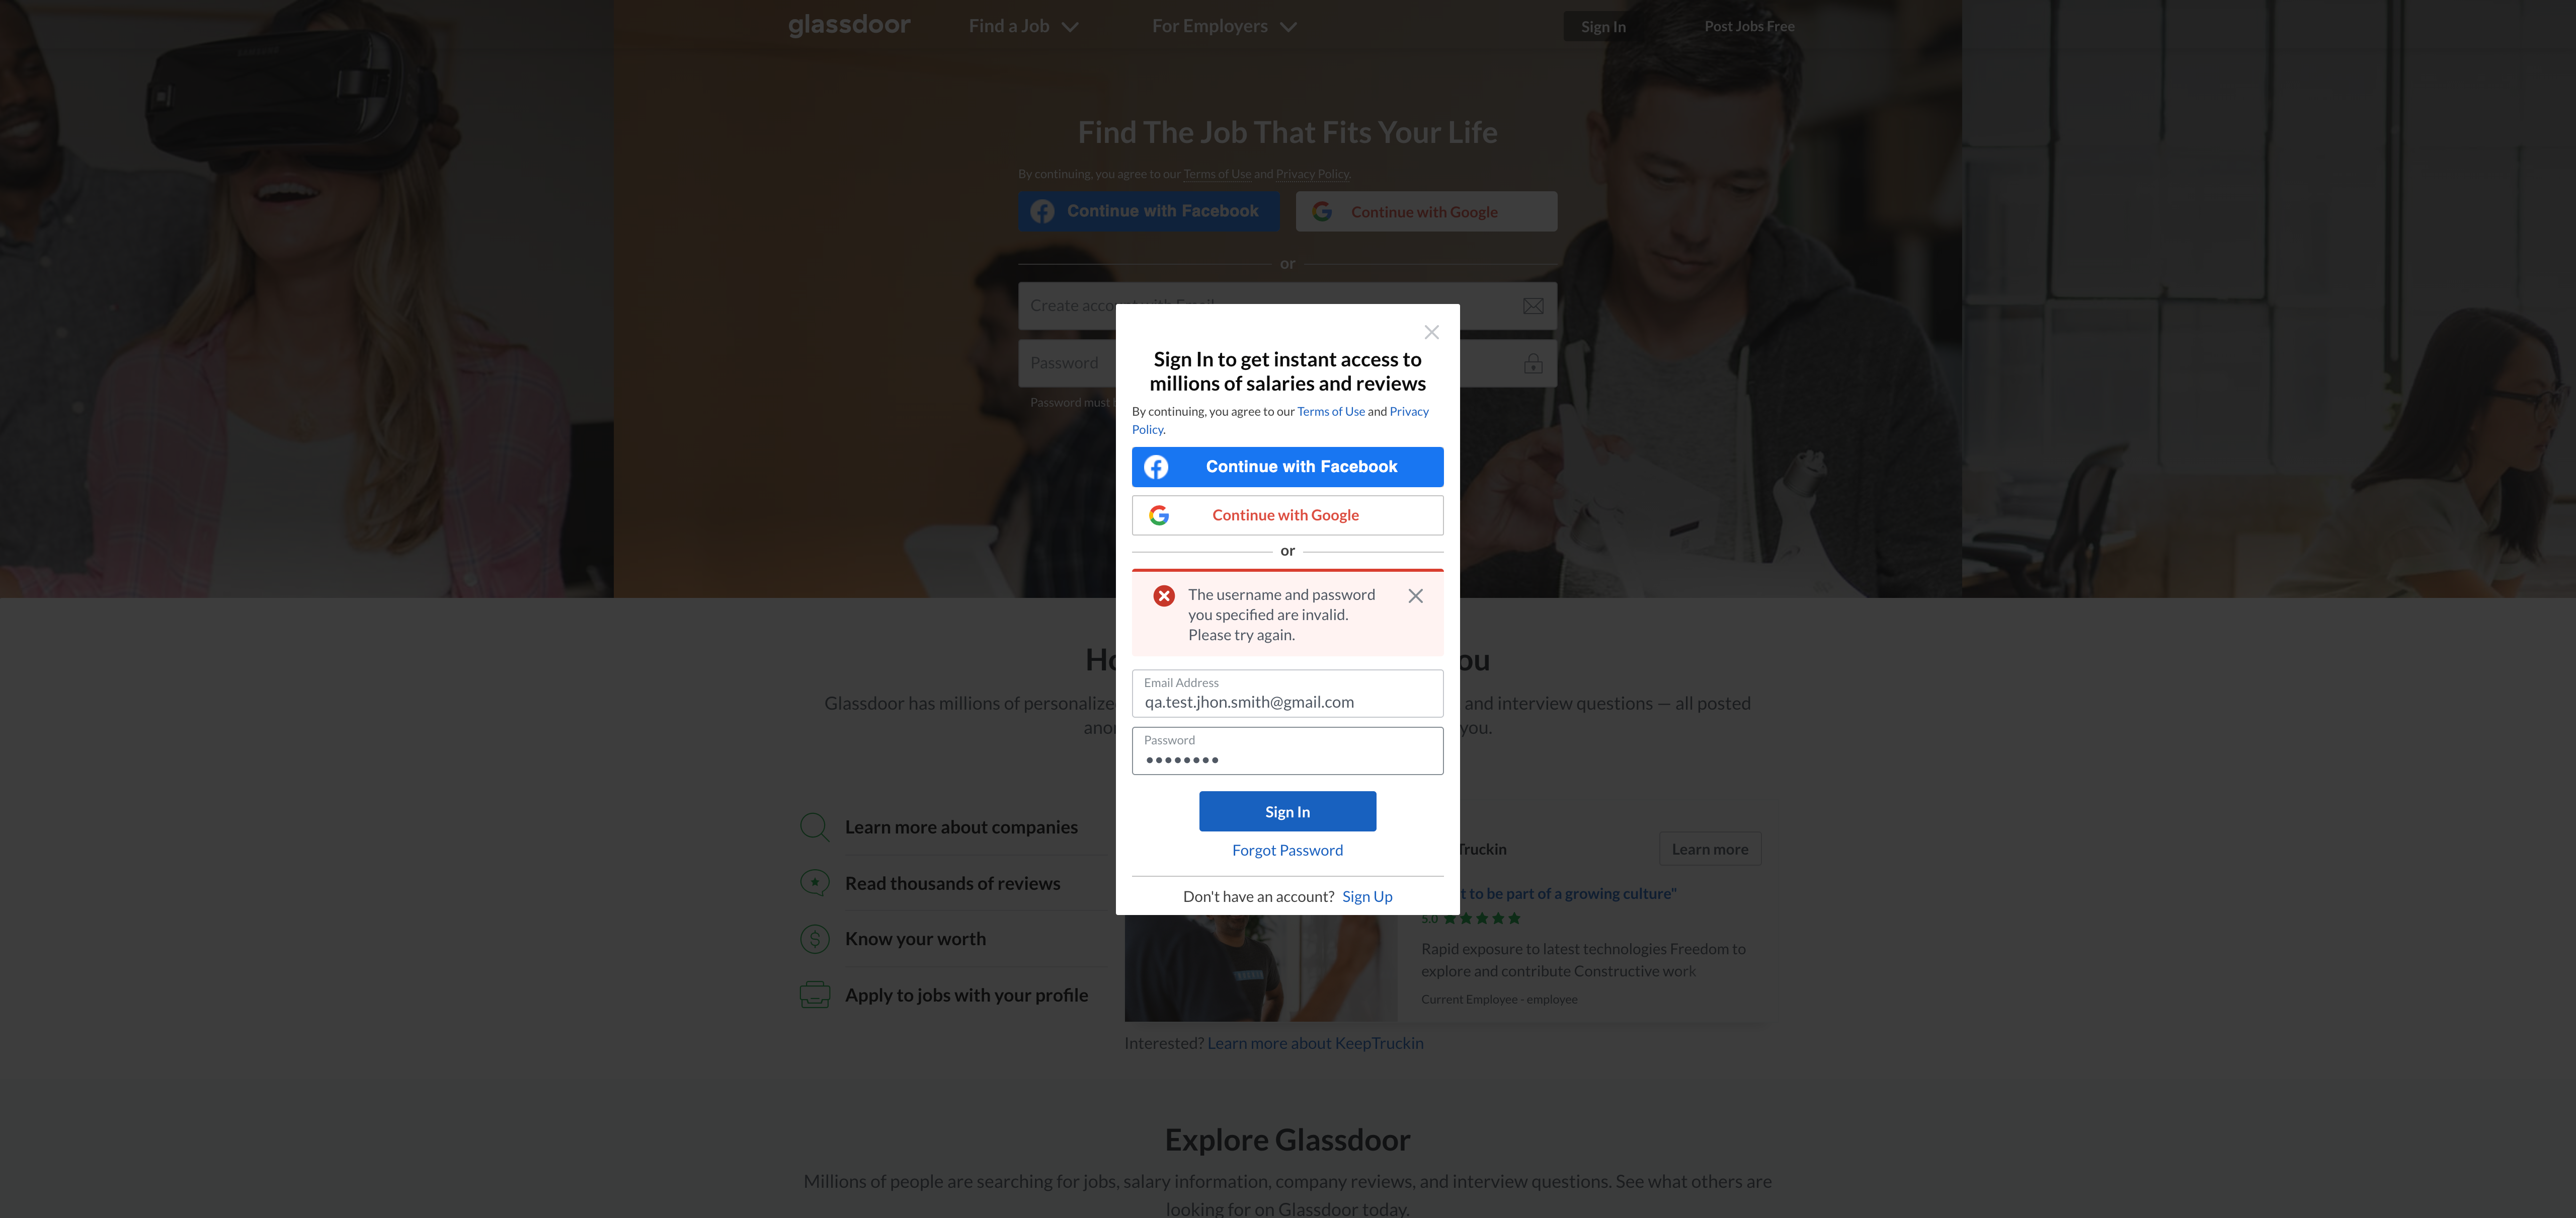 glassdoor
Find a Job
For Employers
Sign In
Post Jobs Free
Find The Job That Fits Your Life
By continuing, you agree to our Terms of Use and Privacy Policy.
Continue with Facebook
Continue with Google
or
Create account with Email
Password
Password must
Sign In to get instant access to
millions of salaries and reviews
By continuing, you agree to our Terms of Use and Privacy
Policy.
Continue with Facebook
Continue with Google
or
The username and password
you specified are invalid.
Please try again.
Email Address
qa.test.jhon.smith@gmail.com
Password
••••••••
Sign In
Forgot Password
Don't have an account? Sign Up
Ho ou
Glassdoor has millions of personalize and interview questions — all posted
anon you.
Learn more about companies
Read thousands of reviews
Know your worth
Apply to jobs with your profile
Truckin
Learn more
t to be part of a growing culture"
5.0 ★★★★★
Rapid exposure to latest technologies Freedom to
explore and contribute Constructive work
Current Employee - employee
Interested? Learn more about KeepTruckin
Explore Glassdoor
Millions of people are searching for jobs, salary information, company reviews, and interview questions. See what others are
looking for on Glassdoor today.